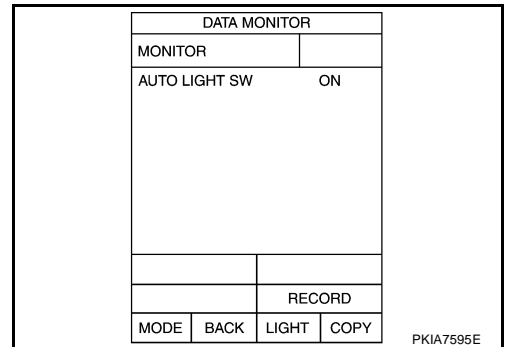 DATA MONITOR
MONITOR
AUTO LIGHT SW ON
RECORD
MODE BACK LIGHT COPY
PKIA7595E